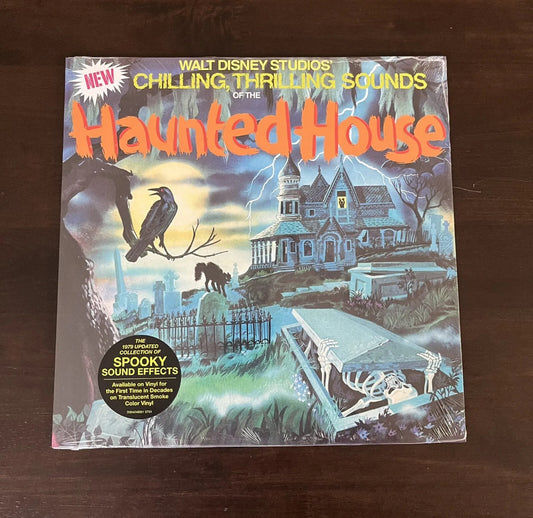 NEW
WALT DISNEY STUDIOS'
CHILLING, THRILLING SOUNDS
OF THE
Haunted House
THE
1979 UPDATED
COLLECTION OF
SPOOKY
SOUND EFFECTS
Available on Vinyl for
the First Time in Decades
on Translucent Smoke
Color Vinyl